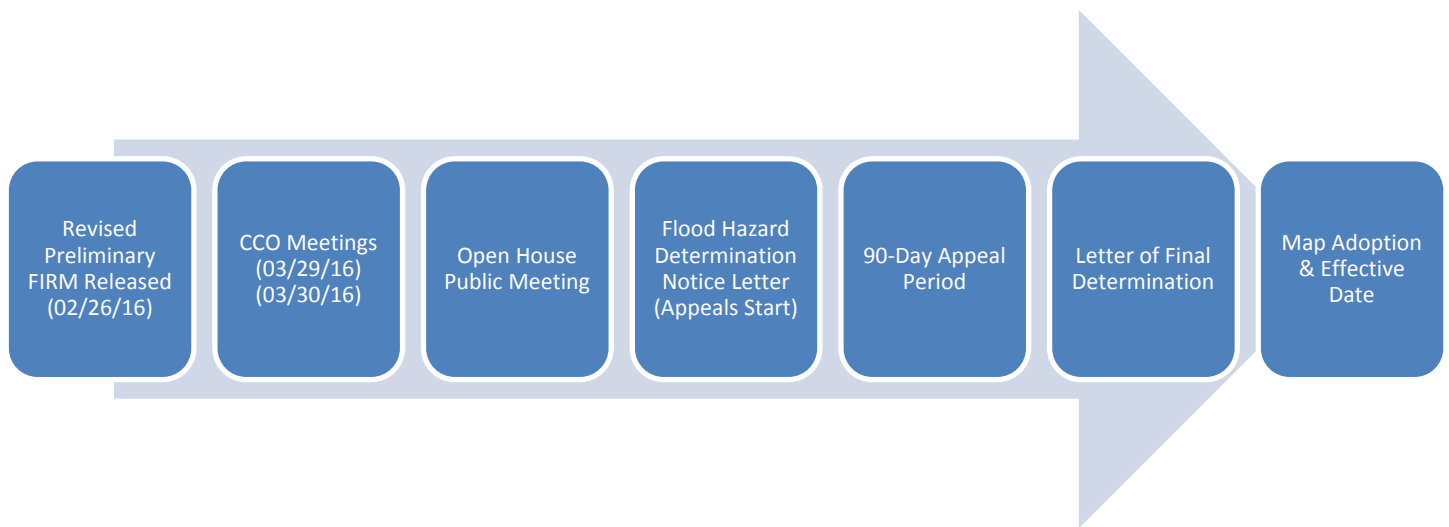 Revised
Preliminary
FIRM Released
(02/26/16)
CCO Meetings
(03/29/16)
(03/30/16)
Open House
Public Meeting
Flood Hazard
Determination
Notice Letter
(Appeals Start)
90-Day Appeal
Period
Letter of Final
Determination
Map Adoption
& Effective
Date